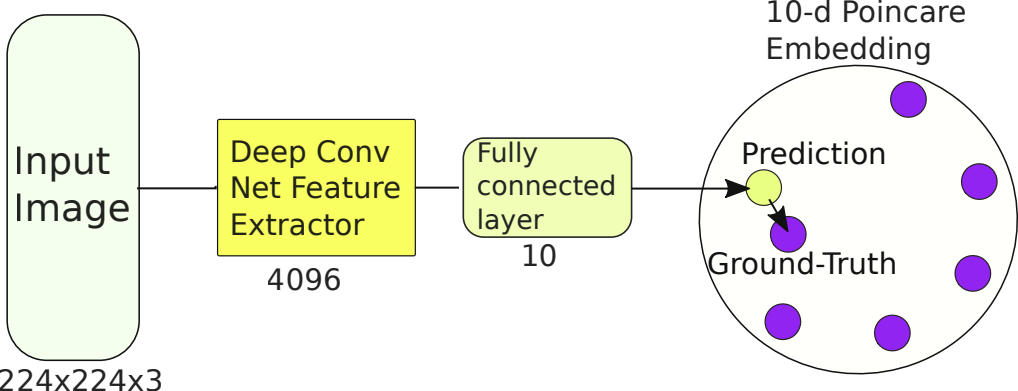 10-d Poincare
Embedding
Input
Image
Deep Conv
Net Feature
Extractor
Fully
connected
layer
Prediction
Ground-Truth
4096
10
224x224x3